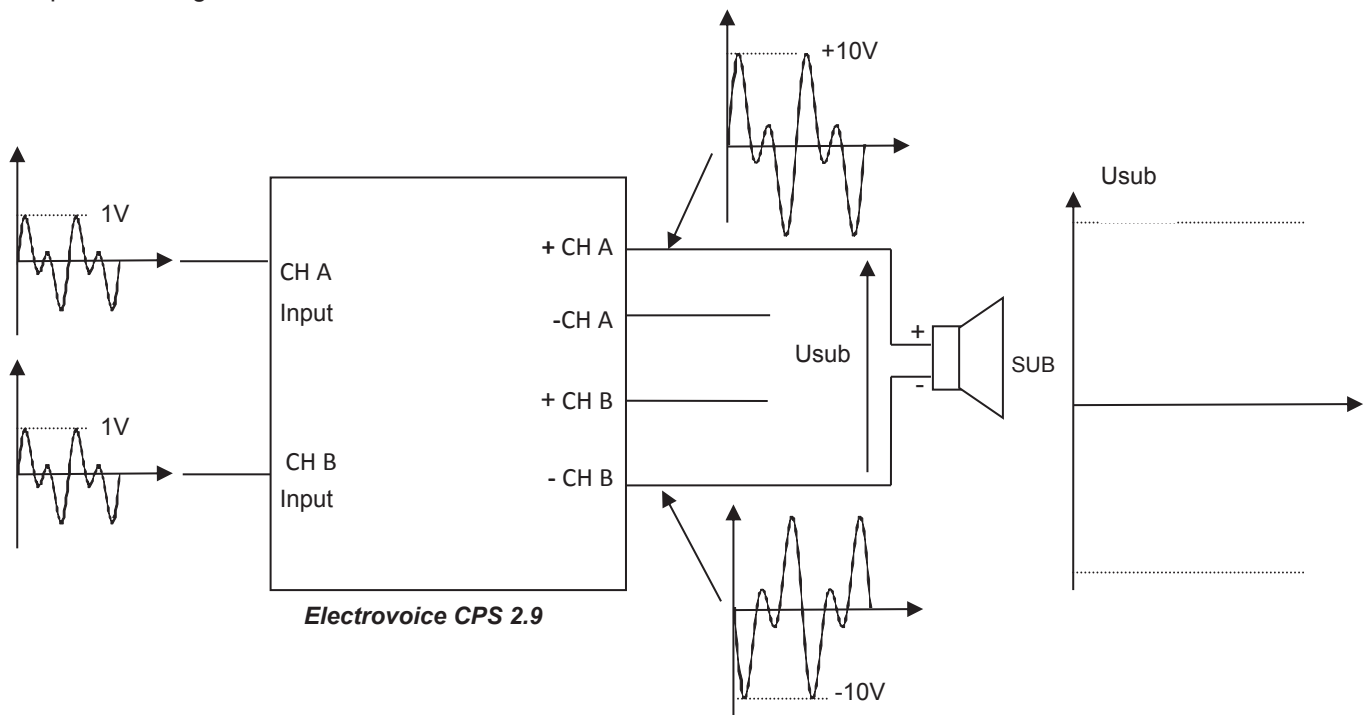 +10V
Usub
1V
+ CH A
CH A
Input
-CH A
+
Usub
SUB
-
+ CH B
1V
CH B
Input
- CH B
Electrovoice CPS 2.9
-10V